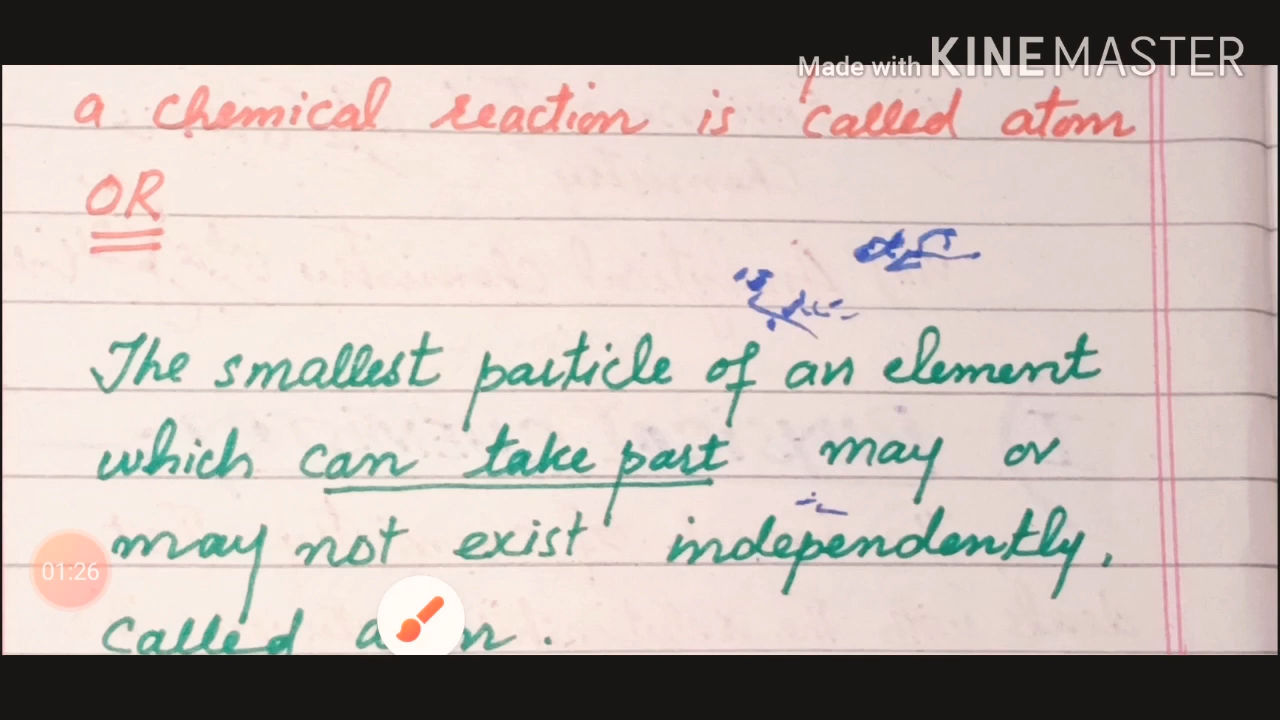 Made with KINEMASTER
a chemical reaction is called atom
OR
The smallest particle of an element
which can take part may or
may not exist independently,
01:26
called atom.